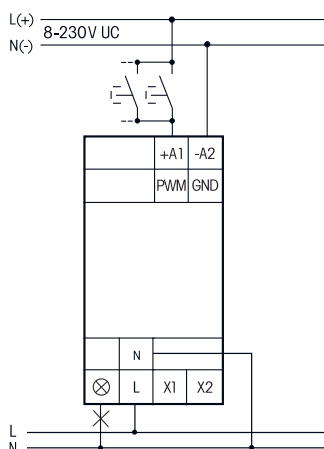 L(+)
8-230V UC
N(-)
+A1 -A2
PWM GND
N
L X1 X2
L
N